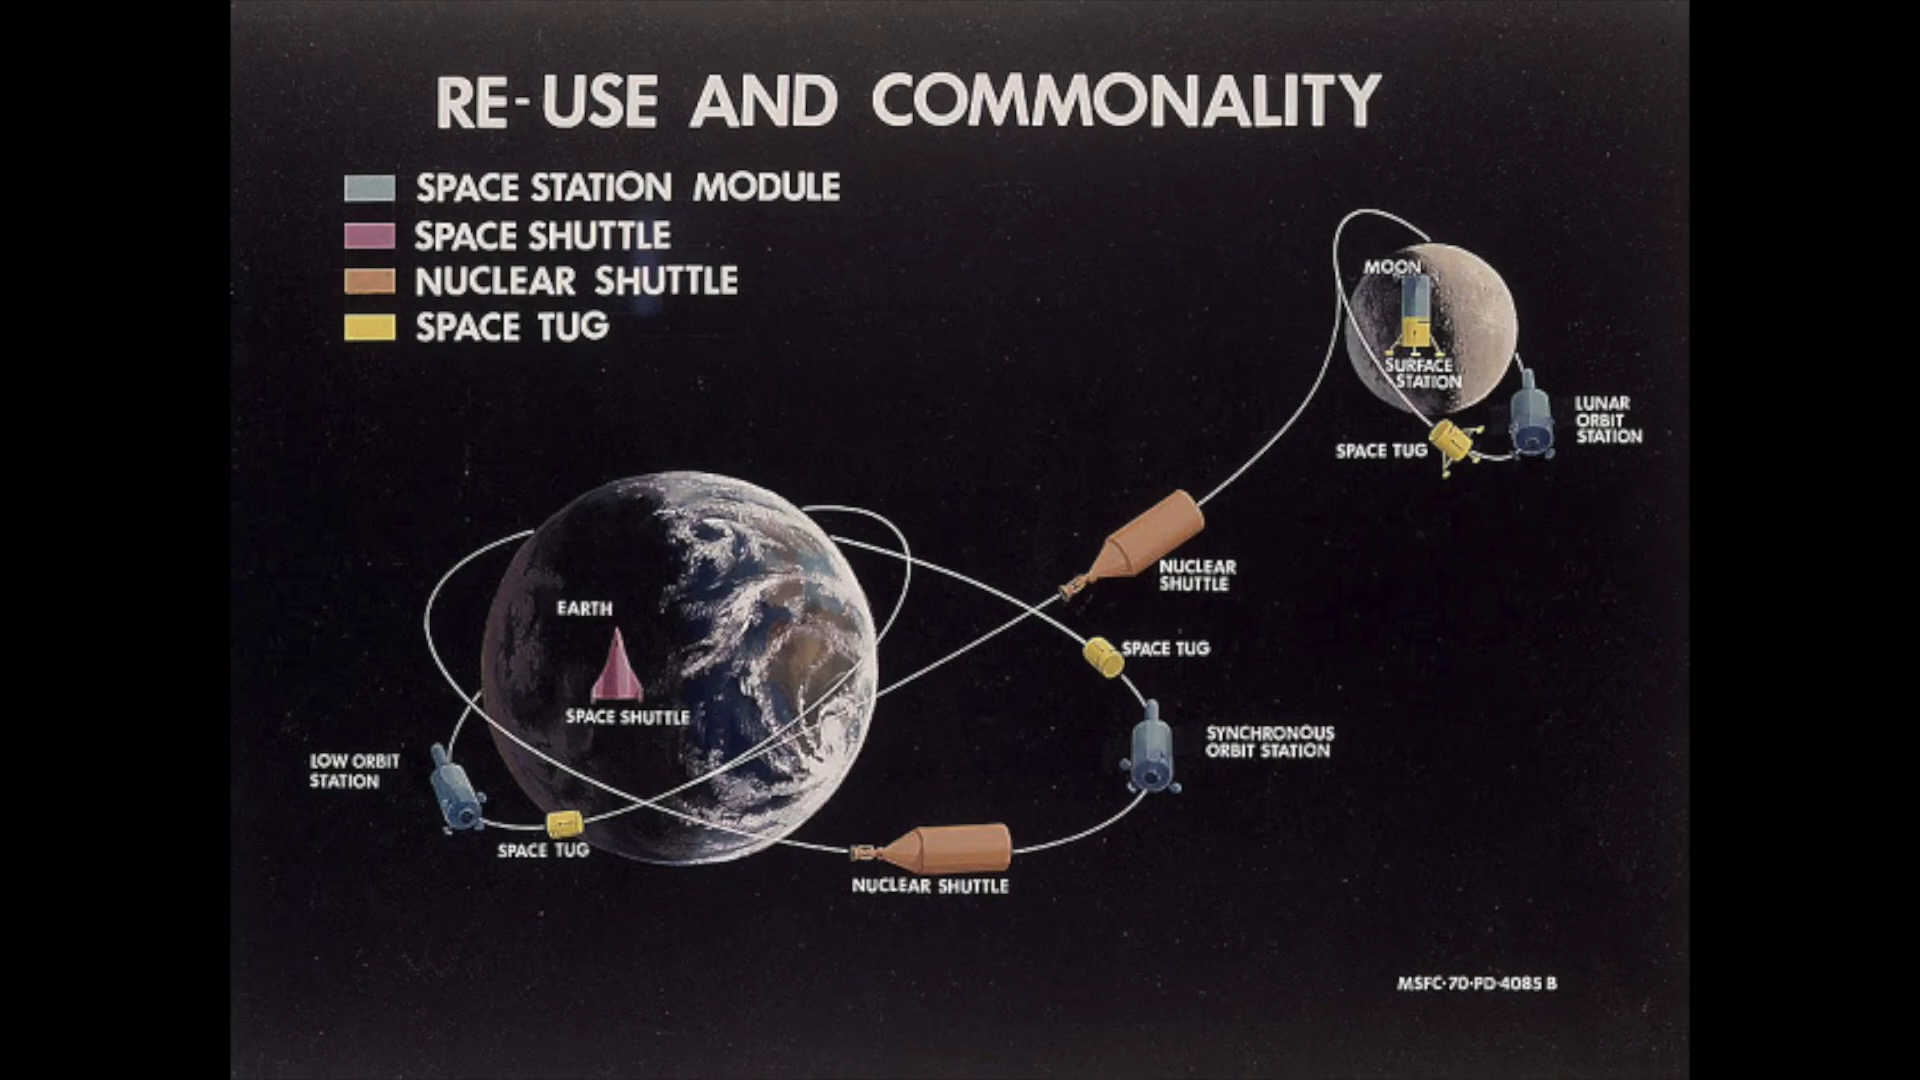 RE-USE AND COMMONALITY
SPACE STATION MODULE
SPACE SHUTTLE
NUCLEAR SHUTTLE
SPACE TUG
MOON
SURFACE
STATION
LUNAR
ORBIT
STATION
SPACE TUG
NUCLEAR
SHUTTLE
EARTH
SPACE TUG
SPACE SHUTTLE
SYNCHRONOUS
ORBIT STATION
LOW ORBIT
STATION
SPACE TUG
NUCLEAR SHUTTLE
MSFC-70-PD-4085 B